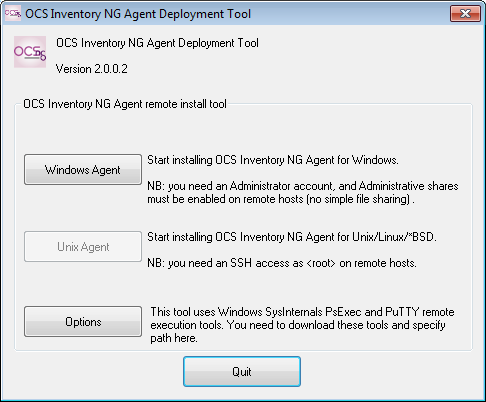 OCS Inventory NG Agent Deployment Tool
OCS Inventory NG Agent Deployment Tool
OCS NG
Version 2.0.0.2
OCS Inventory NG Agent remote install tool
Windows Agent
Start installing OCS Inventory NG Agent for Windows.
NB: you need an Administrator account, and Administrative shares
must be enabled on remote hosts (no simple file sharing) .
Unix Agent
Start installing OCS Inventory NG Agent for Unix/Linux/*BSD.
NB: you need an SSH access as <root> on remote hosts.
Options
This tool uses Windows SysInternals PsExec and PuTTY remote
execution tools. You need to download these tools and specify
path here.
Quit